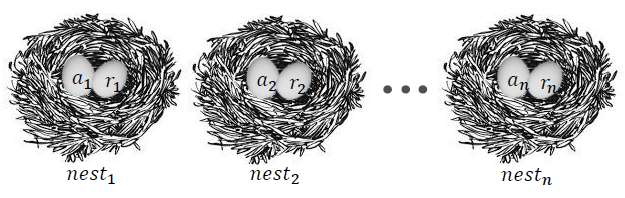 a₁ r₁ a₂ r₂ ••• aₙ rₙ
nest₁ nest₂ nestₙ